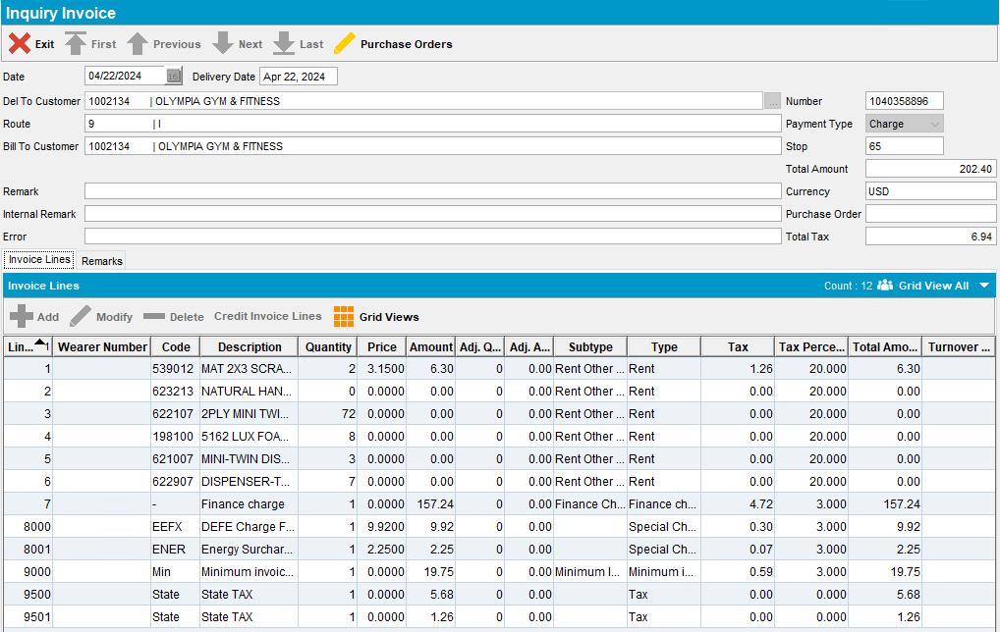 Inquiry Invoice
Exit First Previous Next Last Purchase Orders
Date 04/22/2024 16 Delivery Date Apr 22, 2024
Del To Customer 1002134 | OLYMPIA GYM & FITNESS ... Number 1040358896
Route 9 | I Payment Type Charge
Bill To Customer 1002134 | OLYMPIA GYM & FITNESS Stop 65
Total Amount 202.40
Remark Currency USD
Internal Remark Purchase Order
Error Total Tax 6.94
Invoice Lines Remarks
Invoice Lines Count : 12 Grid View All
Add Modify Delete Credit Invoice Lines Grid Views
Lin... 1 Wearer Number Code Description Quantity Price Amount Adj. Q... Adj. A... Subtype Type Tax Tax Perce... Total Amo... Turnover ...
1 539012 MAT 2X3 SCRA... 2 3.1500 6.30 0 0.00 Rent Other ... Rent 1.26 20.000 6.30
2 623213 NATURAL HAN... 0 0.0000 0.00 0 0.00 Rent Other ... Rent 0.00 20.000 0.00
3 622107 2PLY MINI TWI... 72 0.0000 0.00 0 0.00 Rent Other ... Rent 0.00 20.000 0.00
4 198100 5162 LUX FOA... 8 0.0000 0.00 0 0.00 Rent Other ... Rent 0.00 20.000 0.00
5 621007 MINI-TWIN DIS... 3 0.0000 0.00 0 0.00 Rent Other ... Rent 0.00 20.000 0.00
6 622907 DISPENSER-T... 7 0.0000 0.00 0 0.00 Rent Other ... Rent 0.00 20.000 0.00
7 - Finance charge 1 0.0000 157.24 0 0.00 Finance Ch... Finance ch... 4.72 3.000 157.24
8000 EEFX DEFE Charge F... 1 9.9200 9.92 0 0.00 Special Ch... 0.30 3.000 9.92
8001 ENER Energy Surchar... 1 2.2500 2.25 0 0.00 Special Ch... 0.07 3.000 2.25
9000 Min Minimum invoic... 1 0.0000 19.75 0 0.00 Minimum I... Minimum i... 0.59 3.000 19.75
9500 State State TAX 1 0.0000 5.68 0 0.00 Tax 0.00 0.000 5.68
9501 State State TAX 1 0.0000 1.26 0 0.00 Tax 0.00 0.000 1.26